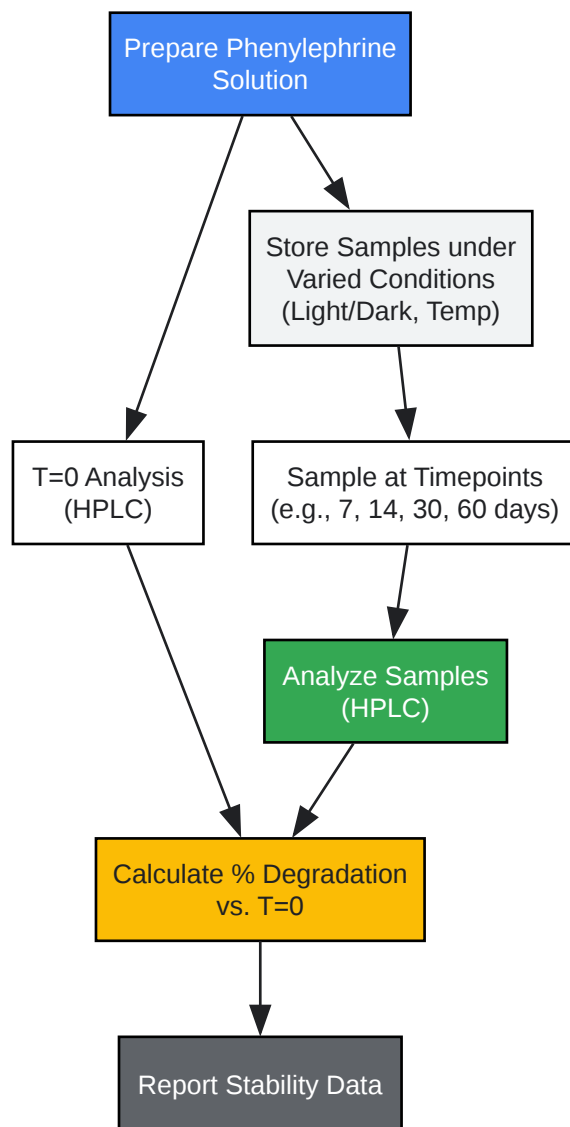 Prepare Phenylephrine
Solution
Store Samples under
Varied Conditions
(Light/Dark, Temp)
T=0 Analysis
(HPLC)
Sample at Timepoints
(e.g., 7, 14, 30, 60 days)
Analyze Samples
(HPLC)
Calculate % Degradation
vs. T=0
Report Stability Data